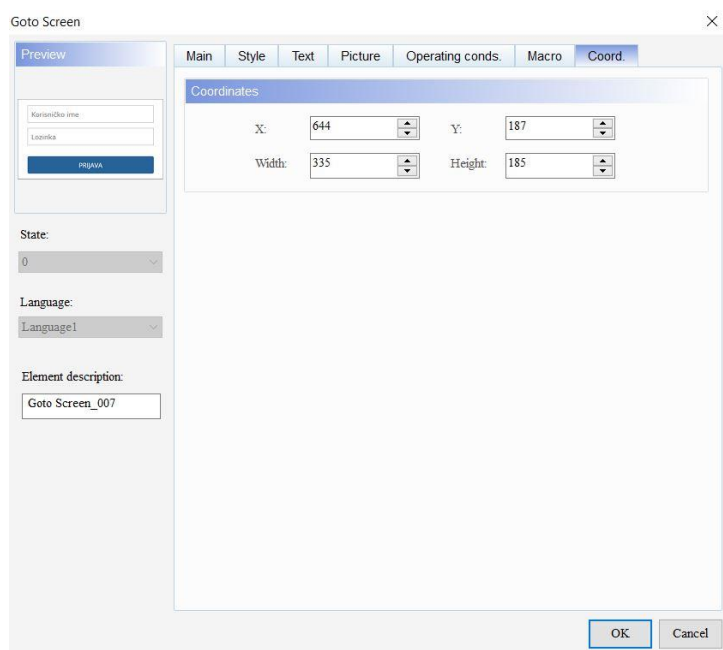 Goto Screen
Preview
Main Style Text Picture Operating conds. Macro Coord.
Coordinates
X: 644 Y: 187
Width: 335 Height: 185
Korisničko ime
Lozinka
PRIJAVA
State:
0
Language:
Language1
Element description:
Goto Screen_007
OK Cancel